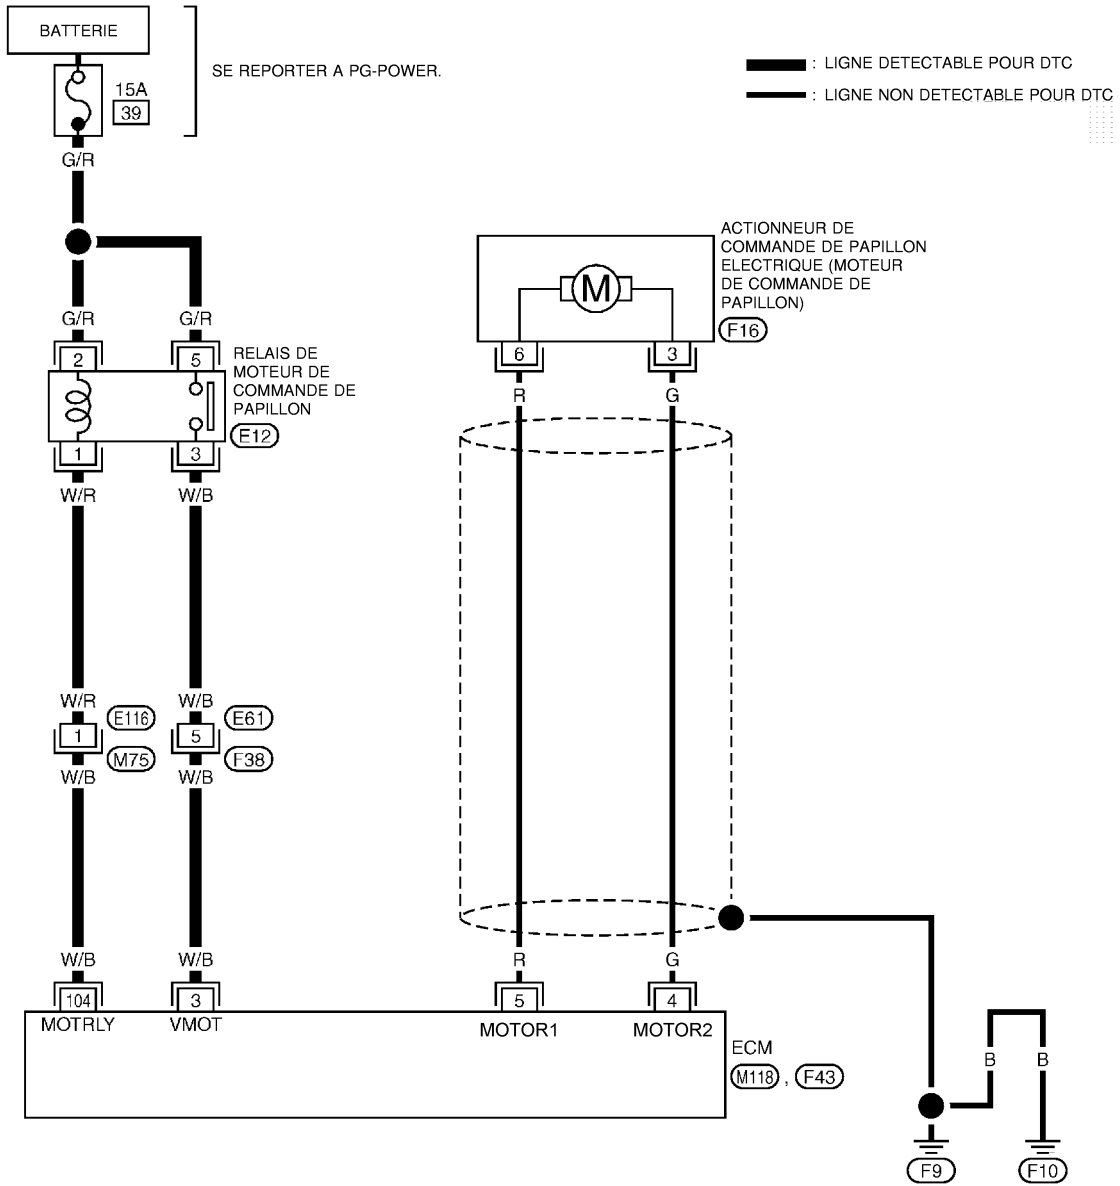 BATTERIE
SE REPORTER A PG-POWER.
: LIGNE DETECTABLE POUR DTC
: LIGNE NON DETECTABLE POUR DTC
15A
39
G/R
G/R
G/R
2
5
RELAIS DE
MOTEUR DE
COMMANDE DE
PAPILLON
E12
1
3
W/R
W/B
ACTIONNEUR DE
COMMANDE DE PAPILLON
ELECTRIQUE (MOTEUR
DE COMMANDE DE
PAPILLON)
F16
M
6
3
R
G
W/R
W/B
E116
E61
1
5
M75
F38
W/B
W/B
W/B
W/B
R
G
104
3
5
4
MOTRLY
VMOT
MOTOR1
MOTOR2
ECM
M118 , F43
B
B
F9
F10